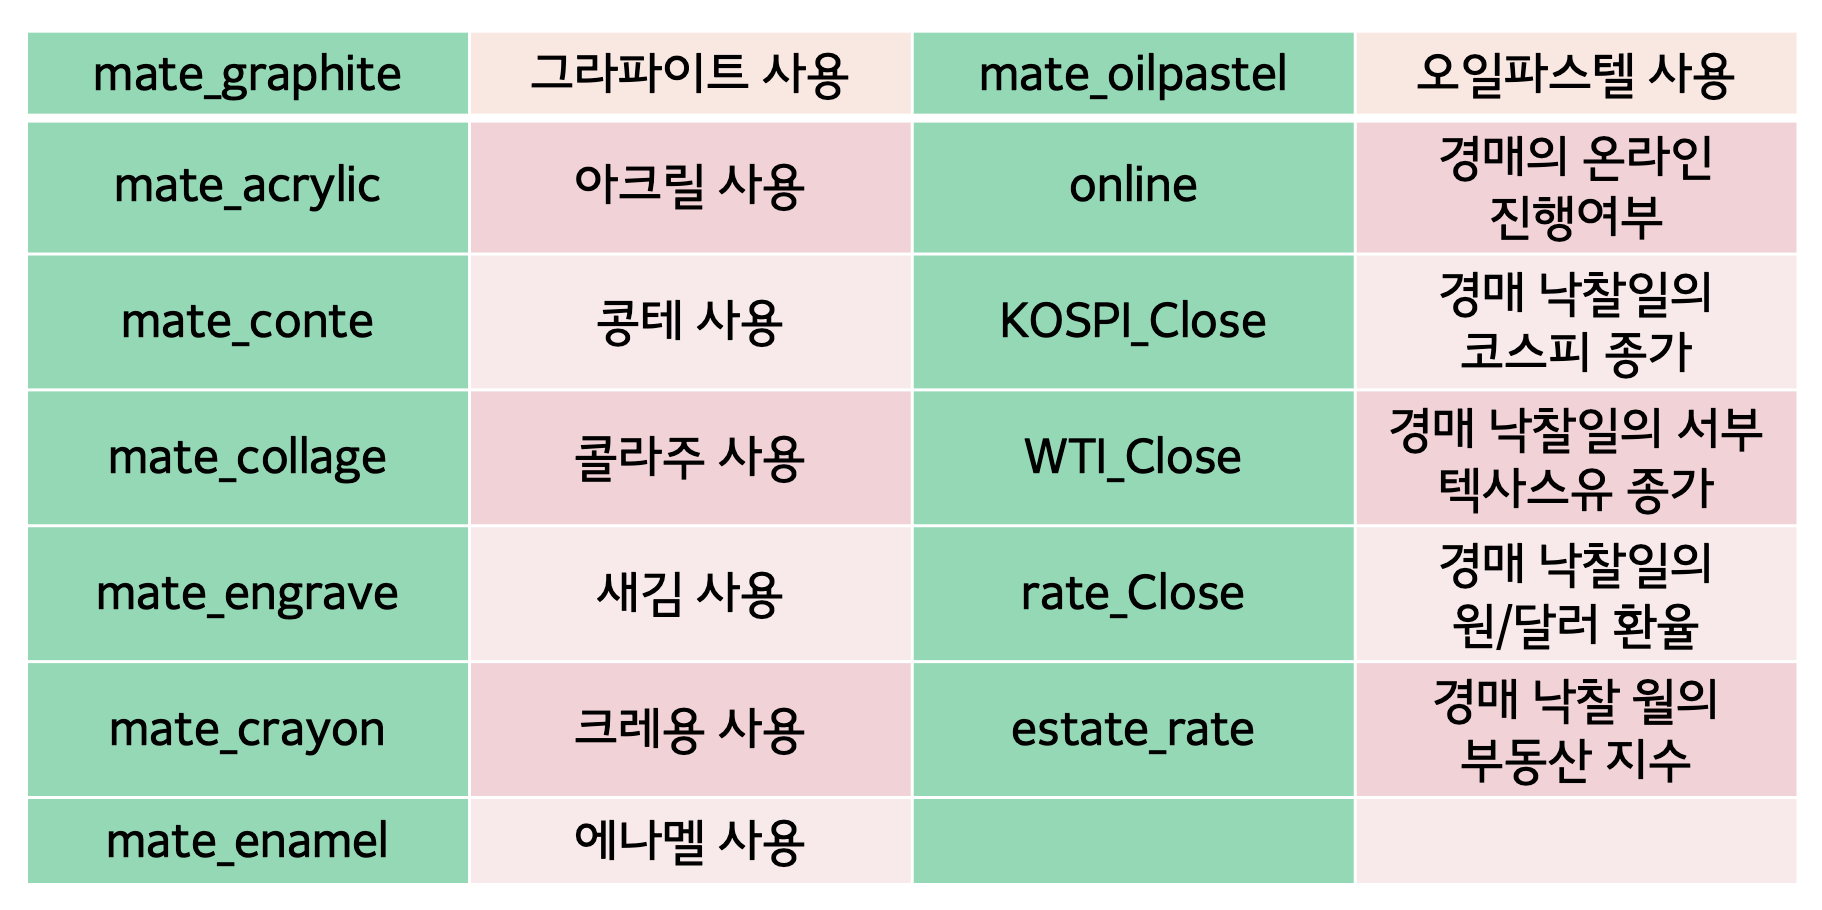 mate_graphite 그라파이트 사용 mate_oilpastel 오일파스텔 사용
mate_acrylic 아크릴 사용 online 경매의 온라인
진행여부
mate_conte 콩테 사용 KOSPI_Close 경매 낙찰일의
코스피 종가
mate_collage 콜라주 사용 WTI_Close 경매 낙찰일의 서부
텍사스유 종가
mate_engrave 새김 사용 rate_Close 경매 낙찰일의
원/달러 환율
mate_crayon 크레용 사용 estate_rate 경매 낙찰 월의
부동산 지수
mate_enamel 에나멜 사용